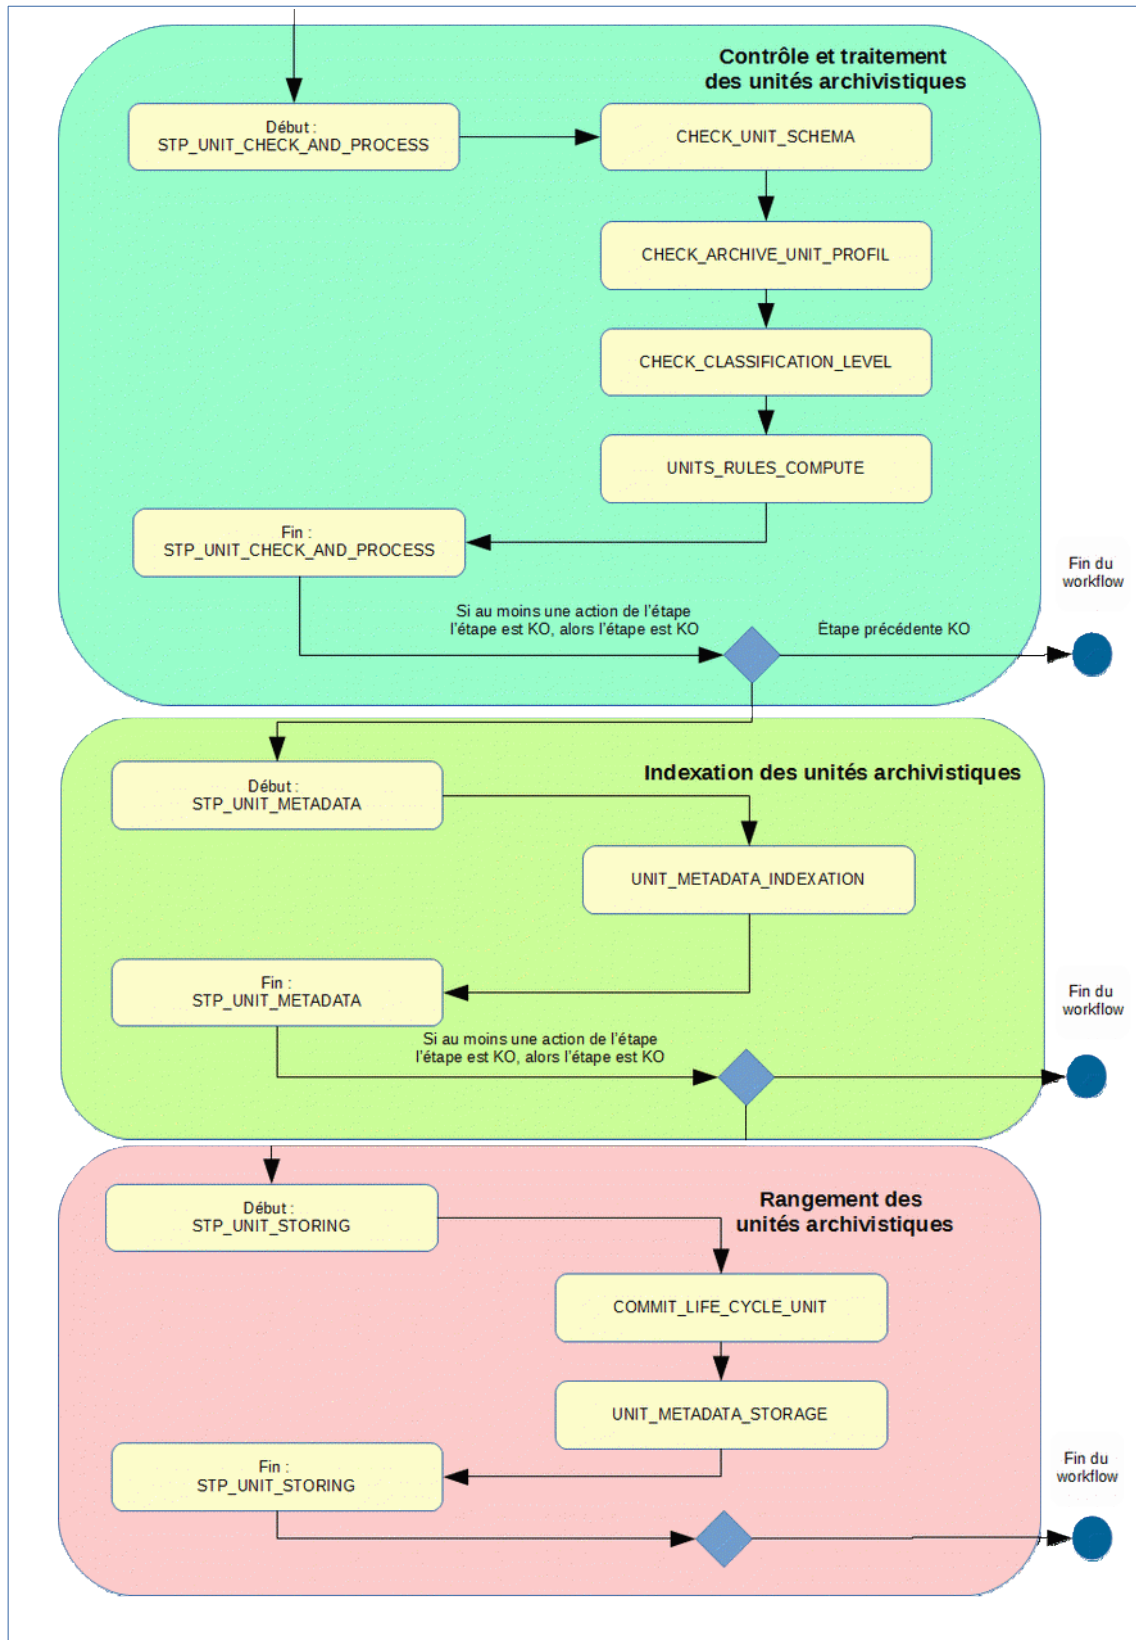 Contrôle et traitement
des unités archivistiques
Début :
STP_UNIT_CHECK_AND_PROCESS
CHECK_UNIT_SCHEMA
CHECK_ARCHIVE_UNIT_PROFIL
CHECK_CLASSIFICATION_LEVEL
UNITS_RULES_COMPUTE
Fin :
STP_UNIT_CHECK_AND_PROCESS
Si au moins une action de l'étape
l'étape est KO, alors l'étape est KO
Etape précédente KO
Fin du
workflow
Indexation des unités archivistiques
Début :
STP_UNIT_METADATA
UNIT_METADATA_INDEXATION
Fin :
STP_UNIT_METADATA
Si au moins une action de l'étape
l'étape est KO, alors l'étape est KO
Fin du
workflow
Rangement des
unités archivistiques
Début :
STP_UNIT_STORING
COMMIT_LIFE_CYCLE_UNIT
UNIT_METADATA_STORAGE
Fin :
STP_UNIT_STORING
Fin du
workflow